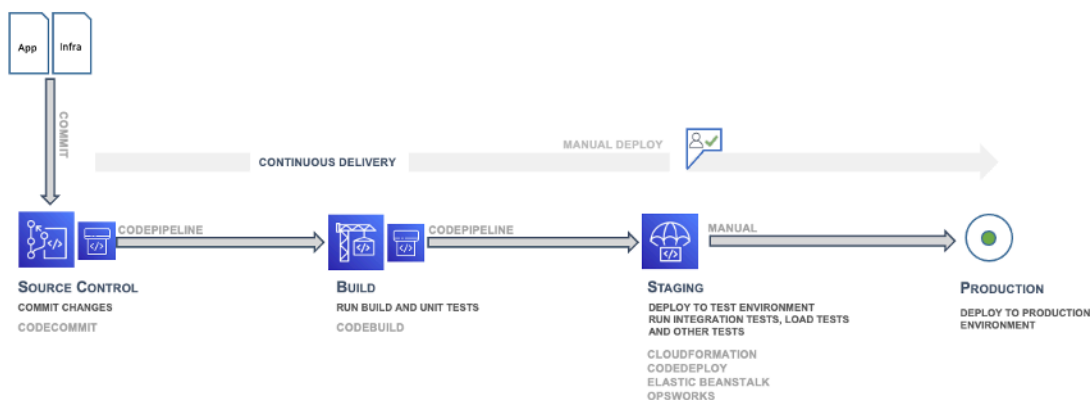 App
Infra
COMMIT
MANUAL DEPLOY
CONTINUOUS DELIVERY
CODEPIPELINE
CODEPIPELINE
MANUAL
SOURCE CONTROL
COMMIT CHANGES
CODECOMMIT
BUILD
RUN BUILD AND UNIT TESTS
CODEBUILD
STAGING
DEPLOY TO TEST ENVIRONMENT
RUN INTEGRATION TESTS, LOAD TESTS
AND OTHER TESTS
CLOUDFORMATION
CODEDEPLOY
ELASTIC BEANSTALK
OPSWORKS
PRODUCTION
DEPLOY TO PRODUCTION
ENVIRONMENT